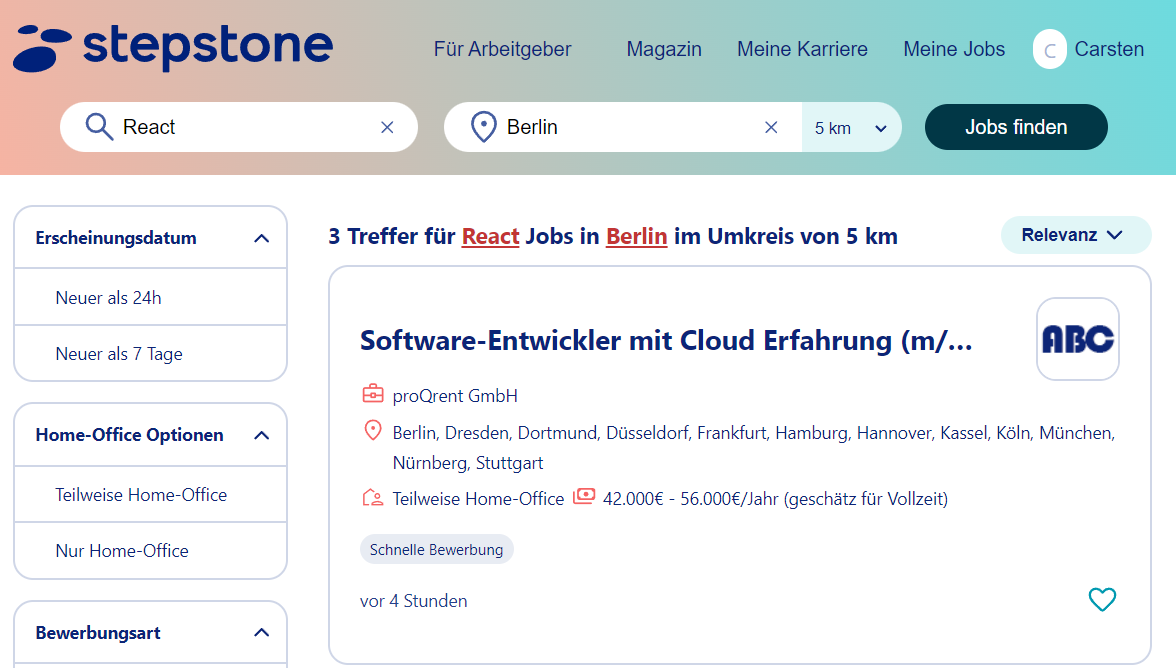 stepstone
Für Arbeitgeber
Magazin
Meine Karriere
Meine Jobs
C
Carsten
React
Berlin
5 km
Jobs finden
Erscheinungsdatum
Neuer als 24h
Neuer als 7 Tage
Home-Office Optionen
Teilweise Home-Office
Nur Home-Office
Bewerbungsart
3 Treffer für React Jobs in Berlin im Umkreis von 5 km
Relevanz
Software-Entwickler mit Cloud Erfahrung (m/...
ABC
proQrent GmbH
Berlin, Dresden, Dortmund, Düsseldorf, Frankfurt, Hamburg, Hannover, Kassel, Köln, München,
Nürnberg, Stuttgart
Teilweise Home-Office 42.000€ - 56.000€/Jahr (geschätz für Vollzeit)
Schnelle Bewerbung
vor 4 Stunden